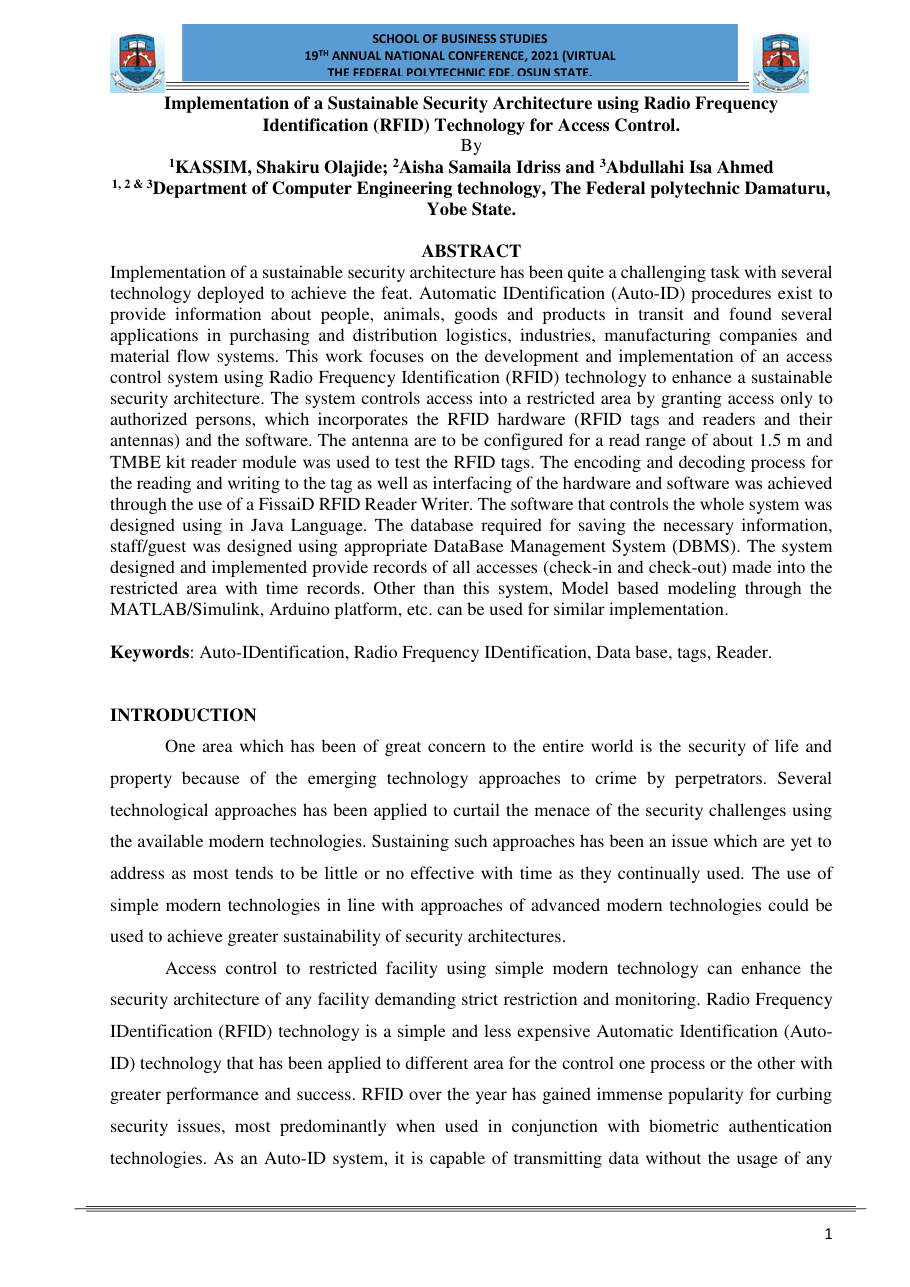 SCHOOL OF BUSINESS STUDIES
19TH ANNUAL NATIONAL CONFERENCE, 2021 (VIRTUAL
THE FEDERAL POLYTECHNIC EDE, OSUN STATE.
Implementation of a Sustainable Security Architecture using Radio Frequency
Identification (RFID) Technology for Access Control.
By
1KASSIM, Shakiru Olajide; 2Aisha Samaila Idriss and 3Abdullahi Isa Ahmed
1, 2 & 3Department of Computer Engineering technology, The Federal polytechnic Damaturu,
Yobe State.
ABSTRACT
Implementation of a sustainable security architecture has been quite a challenging task with several
technology deployed to achieve the feat. Automatic IDentification (Auto-ID) procedures exist to
provide information about people, animals, goods and products in transit and found several
applications in purchasing and distribution logistics, industries, manufacturing companies and
material flow systems. This work focuses on the development and implementation of an access
control system using Radio Frequency Identification (RFID) technology to enhance a sustainable
security architecture. The system controls access into a restricted area by granting access only to
authorized persons, which incorporates the RFID hardware (RFID tags and readers and their
antennas) and the software. The antenna are to be configured for a read range of about 1.5 m and
TMBE kit reader module was used to test the RFID tags. The encoding and decoding process for
the reading and writing to the tag as well as interfacing of the hardware and software was achieved
through the use of a FissaiD RFID Reader Writer. The software that controls the whole system was
designed using in Java Language. The database required for saving the necessary information,
staff/guest was designed using appropriate DataBase Management System (DBMS). The system
designed and implemented provide records of all accesses (check-in and check-out) made into the
restricted area with time records. Other than this system, Model based modeling through the
MATLAB/Simulink, Arduino platform, etc. can be used for similar implementation.
Keywords: Auto-IDentification, Radio Frequency IDentification, Data base, tags, Reader.
INTRODUCTION
One area which has been of great concern to the entire world is the security of life and
property because of the emerging technology approaches to crime by perpetrators. Several
technological approaches has been applied to curtail the menace of the security challenges using
the available modern technologies. Sustaining such approaches has been an issue which are yet to
address as most tends to be little or no effective with time as they continually used. The use of
simple modern technologies in line with approaches of advanced modern technologies could be
used to achieve greater sustainability of security architectures.
Access control to restricted facility using simple modern technology can enhance the
security architecture of any facility demanding strict restriction and monitoring. Radio Frequency
IDentification (RFID) technology is a simple and less expensive Automatic Identification (Auto-
ID) technology that has been applied to different area for the control one process or the other with
greater performance and success. RFID over the year has gained immense popularity for curbing
security issues, most predominantly when used in conjunction with biometric authentication
technologies. As an Auto-ID system, it is capable of transmitting data without the usage of any
1